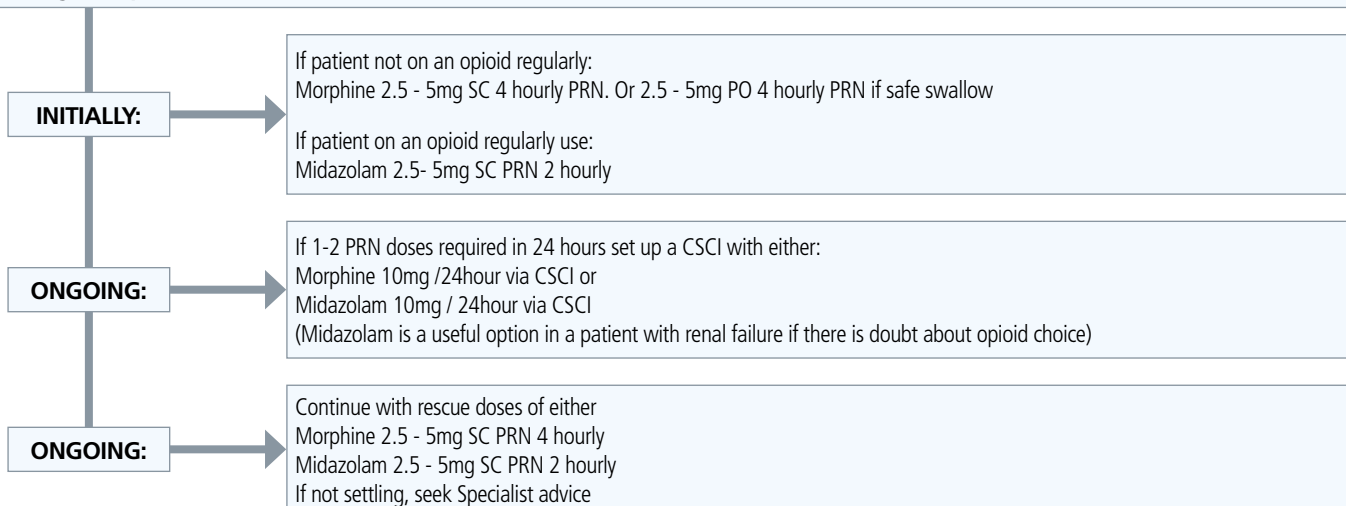 INITIALLY:
If patient not on an opioid regularly:
Morphine 2.5 - 5mg SC 4 hourly PRN. Or 2.5 - 5mg PO 4 hourly PRN if safe swallow
If patient on an opioid regularly use:
Midazolam 2.5- 5mg SC PRN 2 hourly
ONGOING:
If 1-2 PRN doses required in 24 hours set up a CSCI with either:
Morphine 10mg /24hour via CSCI or
Midazolam 10mg / 24hour via CSCI
(Midazolam is a useful option in a patient with renal failure if there is doubt about opioid choice)
ONGOING:
Continue with rescue doses of either
Morphine 2.5 - 5mg SC PRN 4 hourly
Midazolam 2.5 - 5mg SC PRN 2 hourly
If not settling, seek Specialist advice